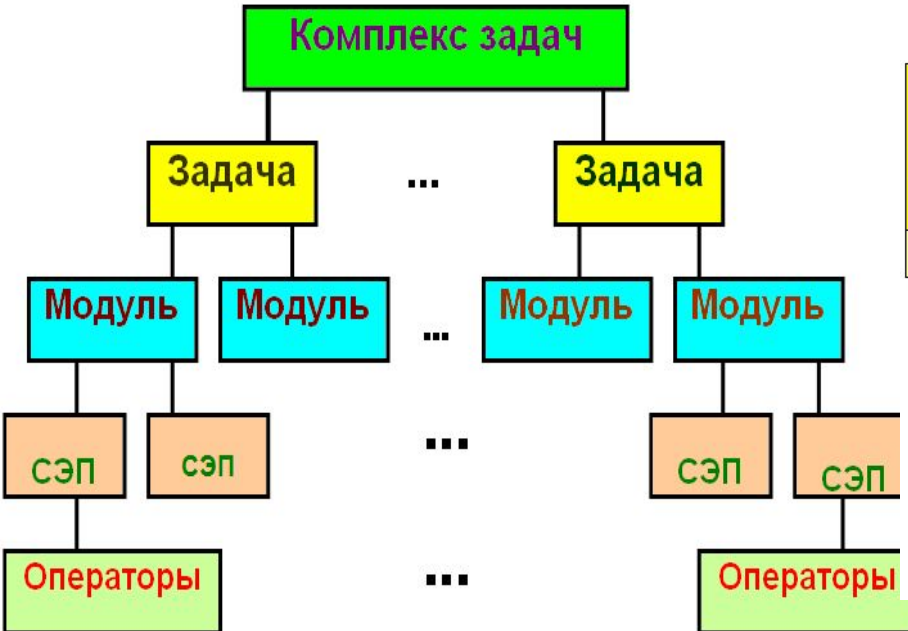 Комплекс задач
Задача ... Задача
Модуль Модуль ... Модуль Модуль
СЭП сэп ... СЭП СЭП
Операторы ... Операторы